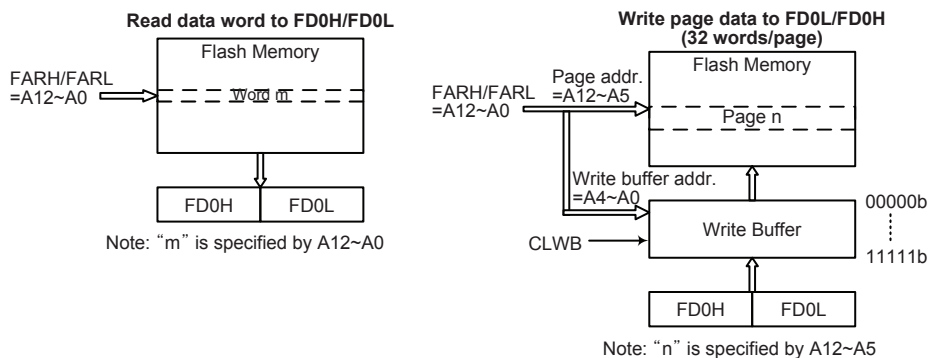 Read data word to FD0H/FD0L
Flash Memory
FARH/FARL
=A12~A0
Word m
FD0H
FD0L
Note: “m” is specified by A12~A0
Write page data to FD0L/FD0H
(32 words/page)
Flash Memory
FARH/FARL
=A12~A0
Page addr.
=A12~A5
Page n
Write buffer addr.
=A4~A0
Write Buffer
00000b
11111b
CLWB
FD0H
FD0L
Note: “n” is specified by A12~A5